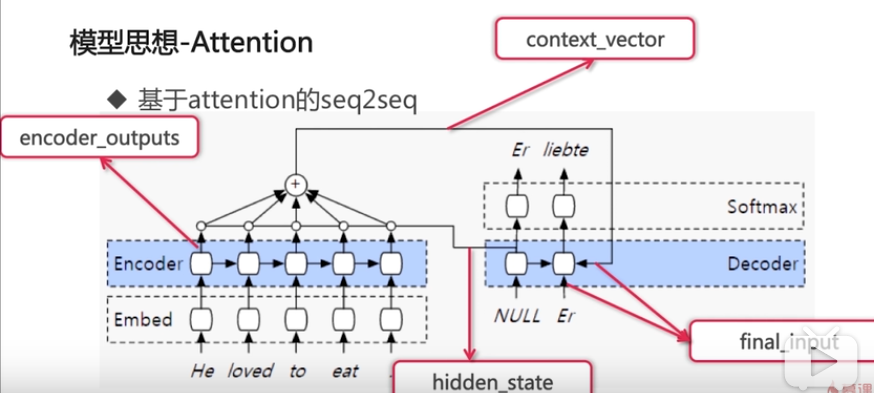 模型思想-Attention
context_vector
◆ 基于attention的seq2seq
encoder_outputs
Er liebte
+
Softmax
Encoder
Decoder
Embed
NULL Er
final_input
He loved to eat .
hidden_state